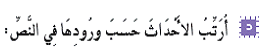 د أُرَتِّبُ الأَحْدَاثَ حَسَبَ وُرُودِهَا فِي النَّصِّ: